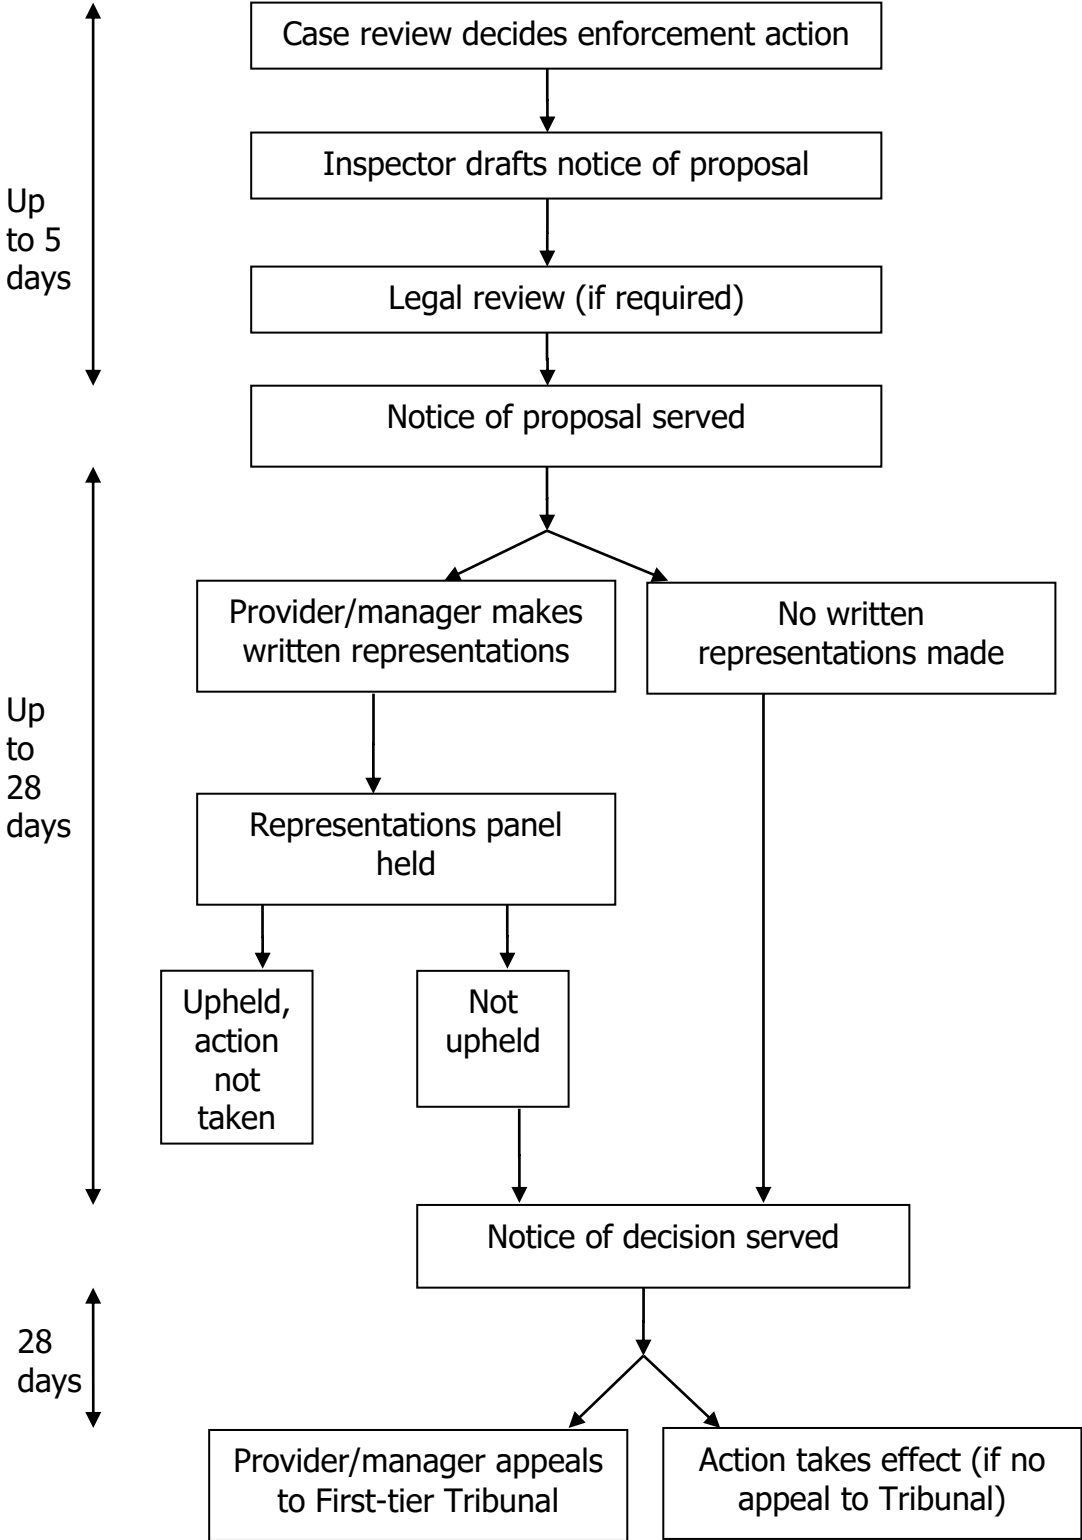 Case review decides enforcement action
Inspector drafts notice of proposal
Up
to 5
days
Legal review (if required)
Notice of proposal served
Provider/manager makes
written representations
No written
representations made
Up
to
28
days
Representations panel
held
Upheld,
action
not
taken
Not
upheld
Notice of decision served
28
days
Provider/manager appeals
to First-tier Tribunal
Action takes effect (if no
appeal to Tribunal)